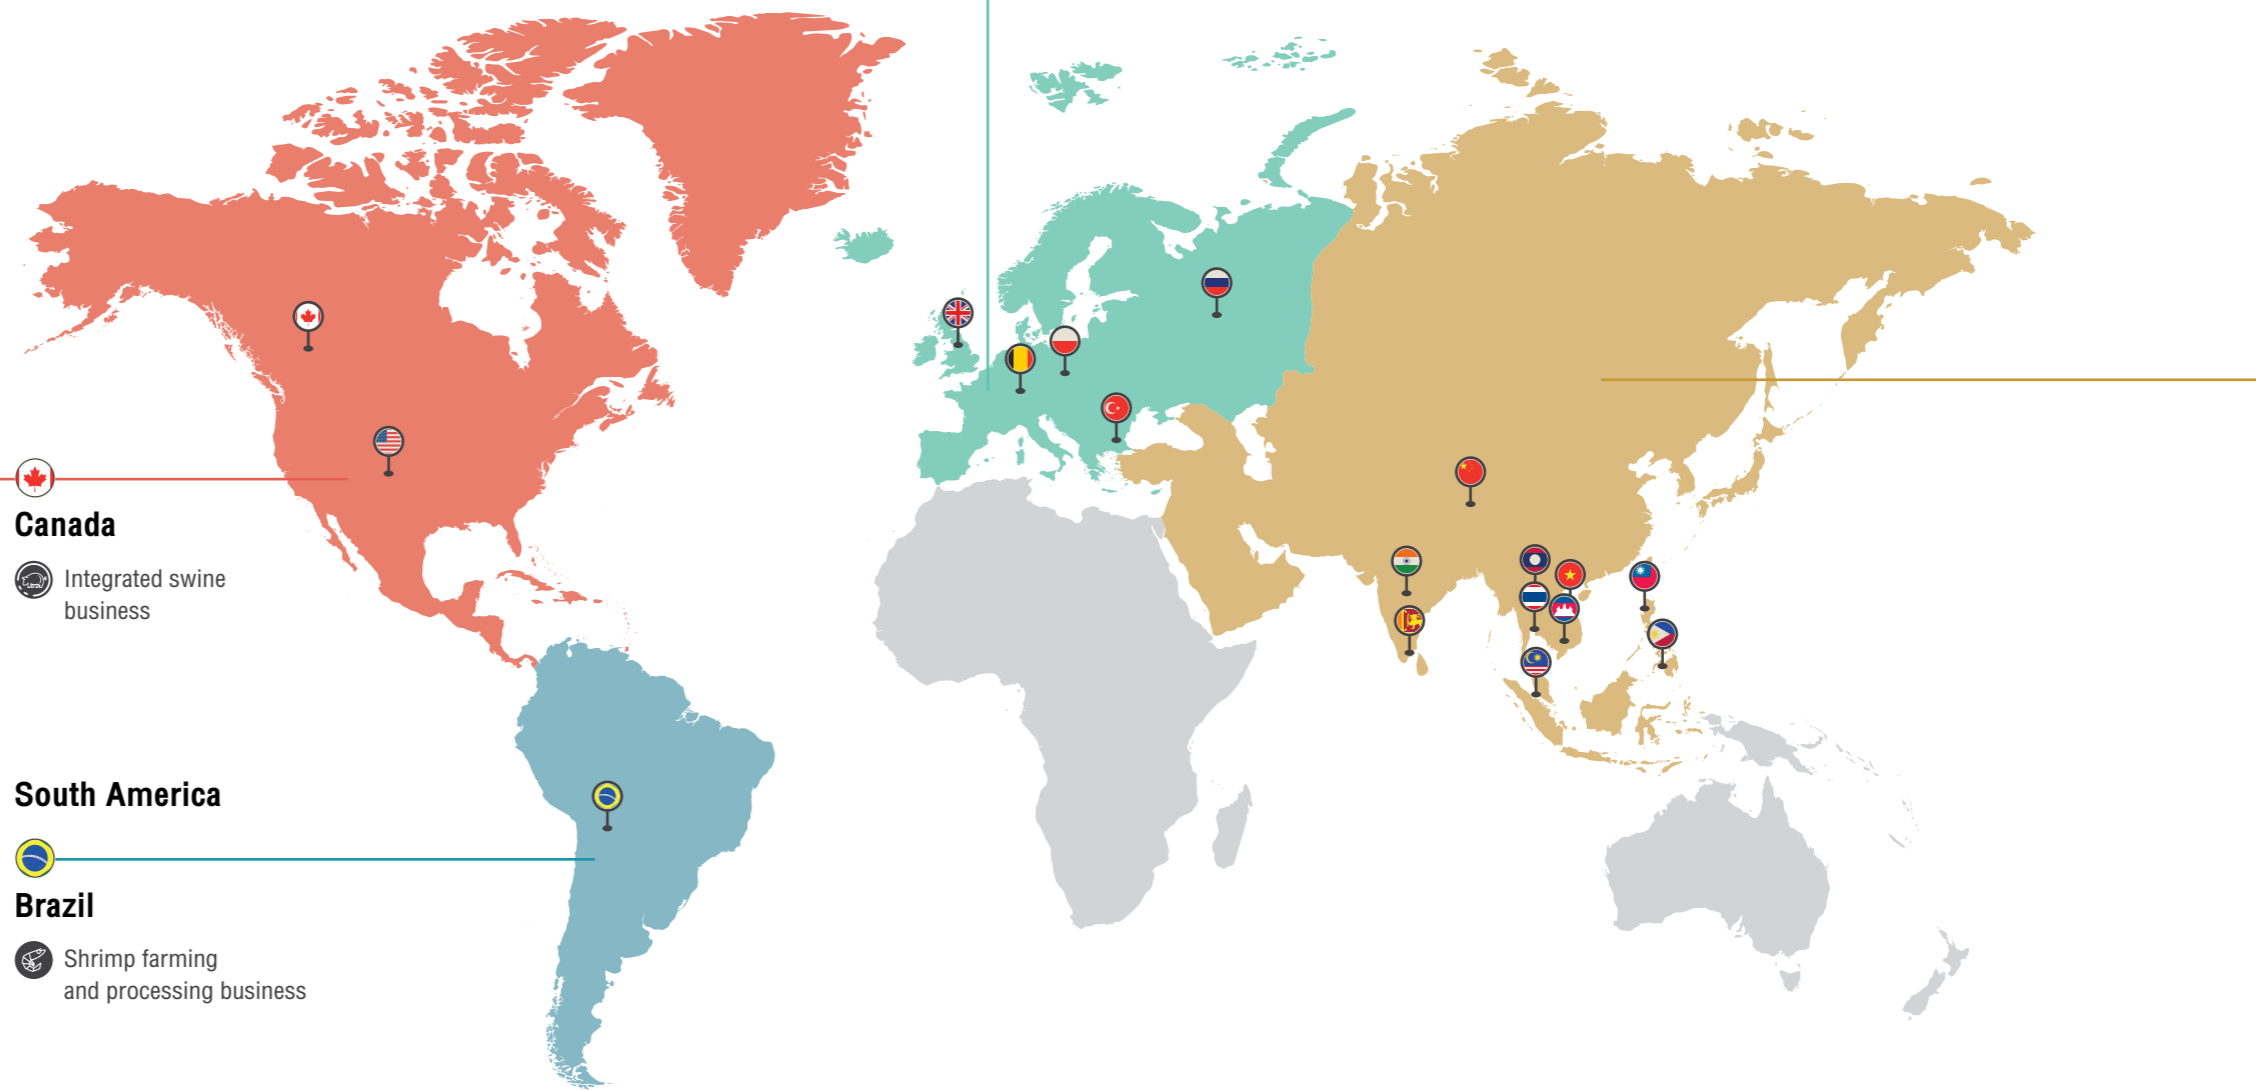 Canada
Integrated swine
business
South America
Brazil
Shrimp farming
and processing business